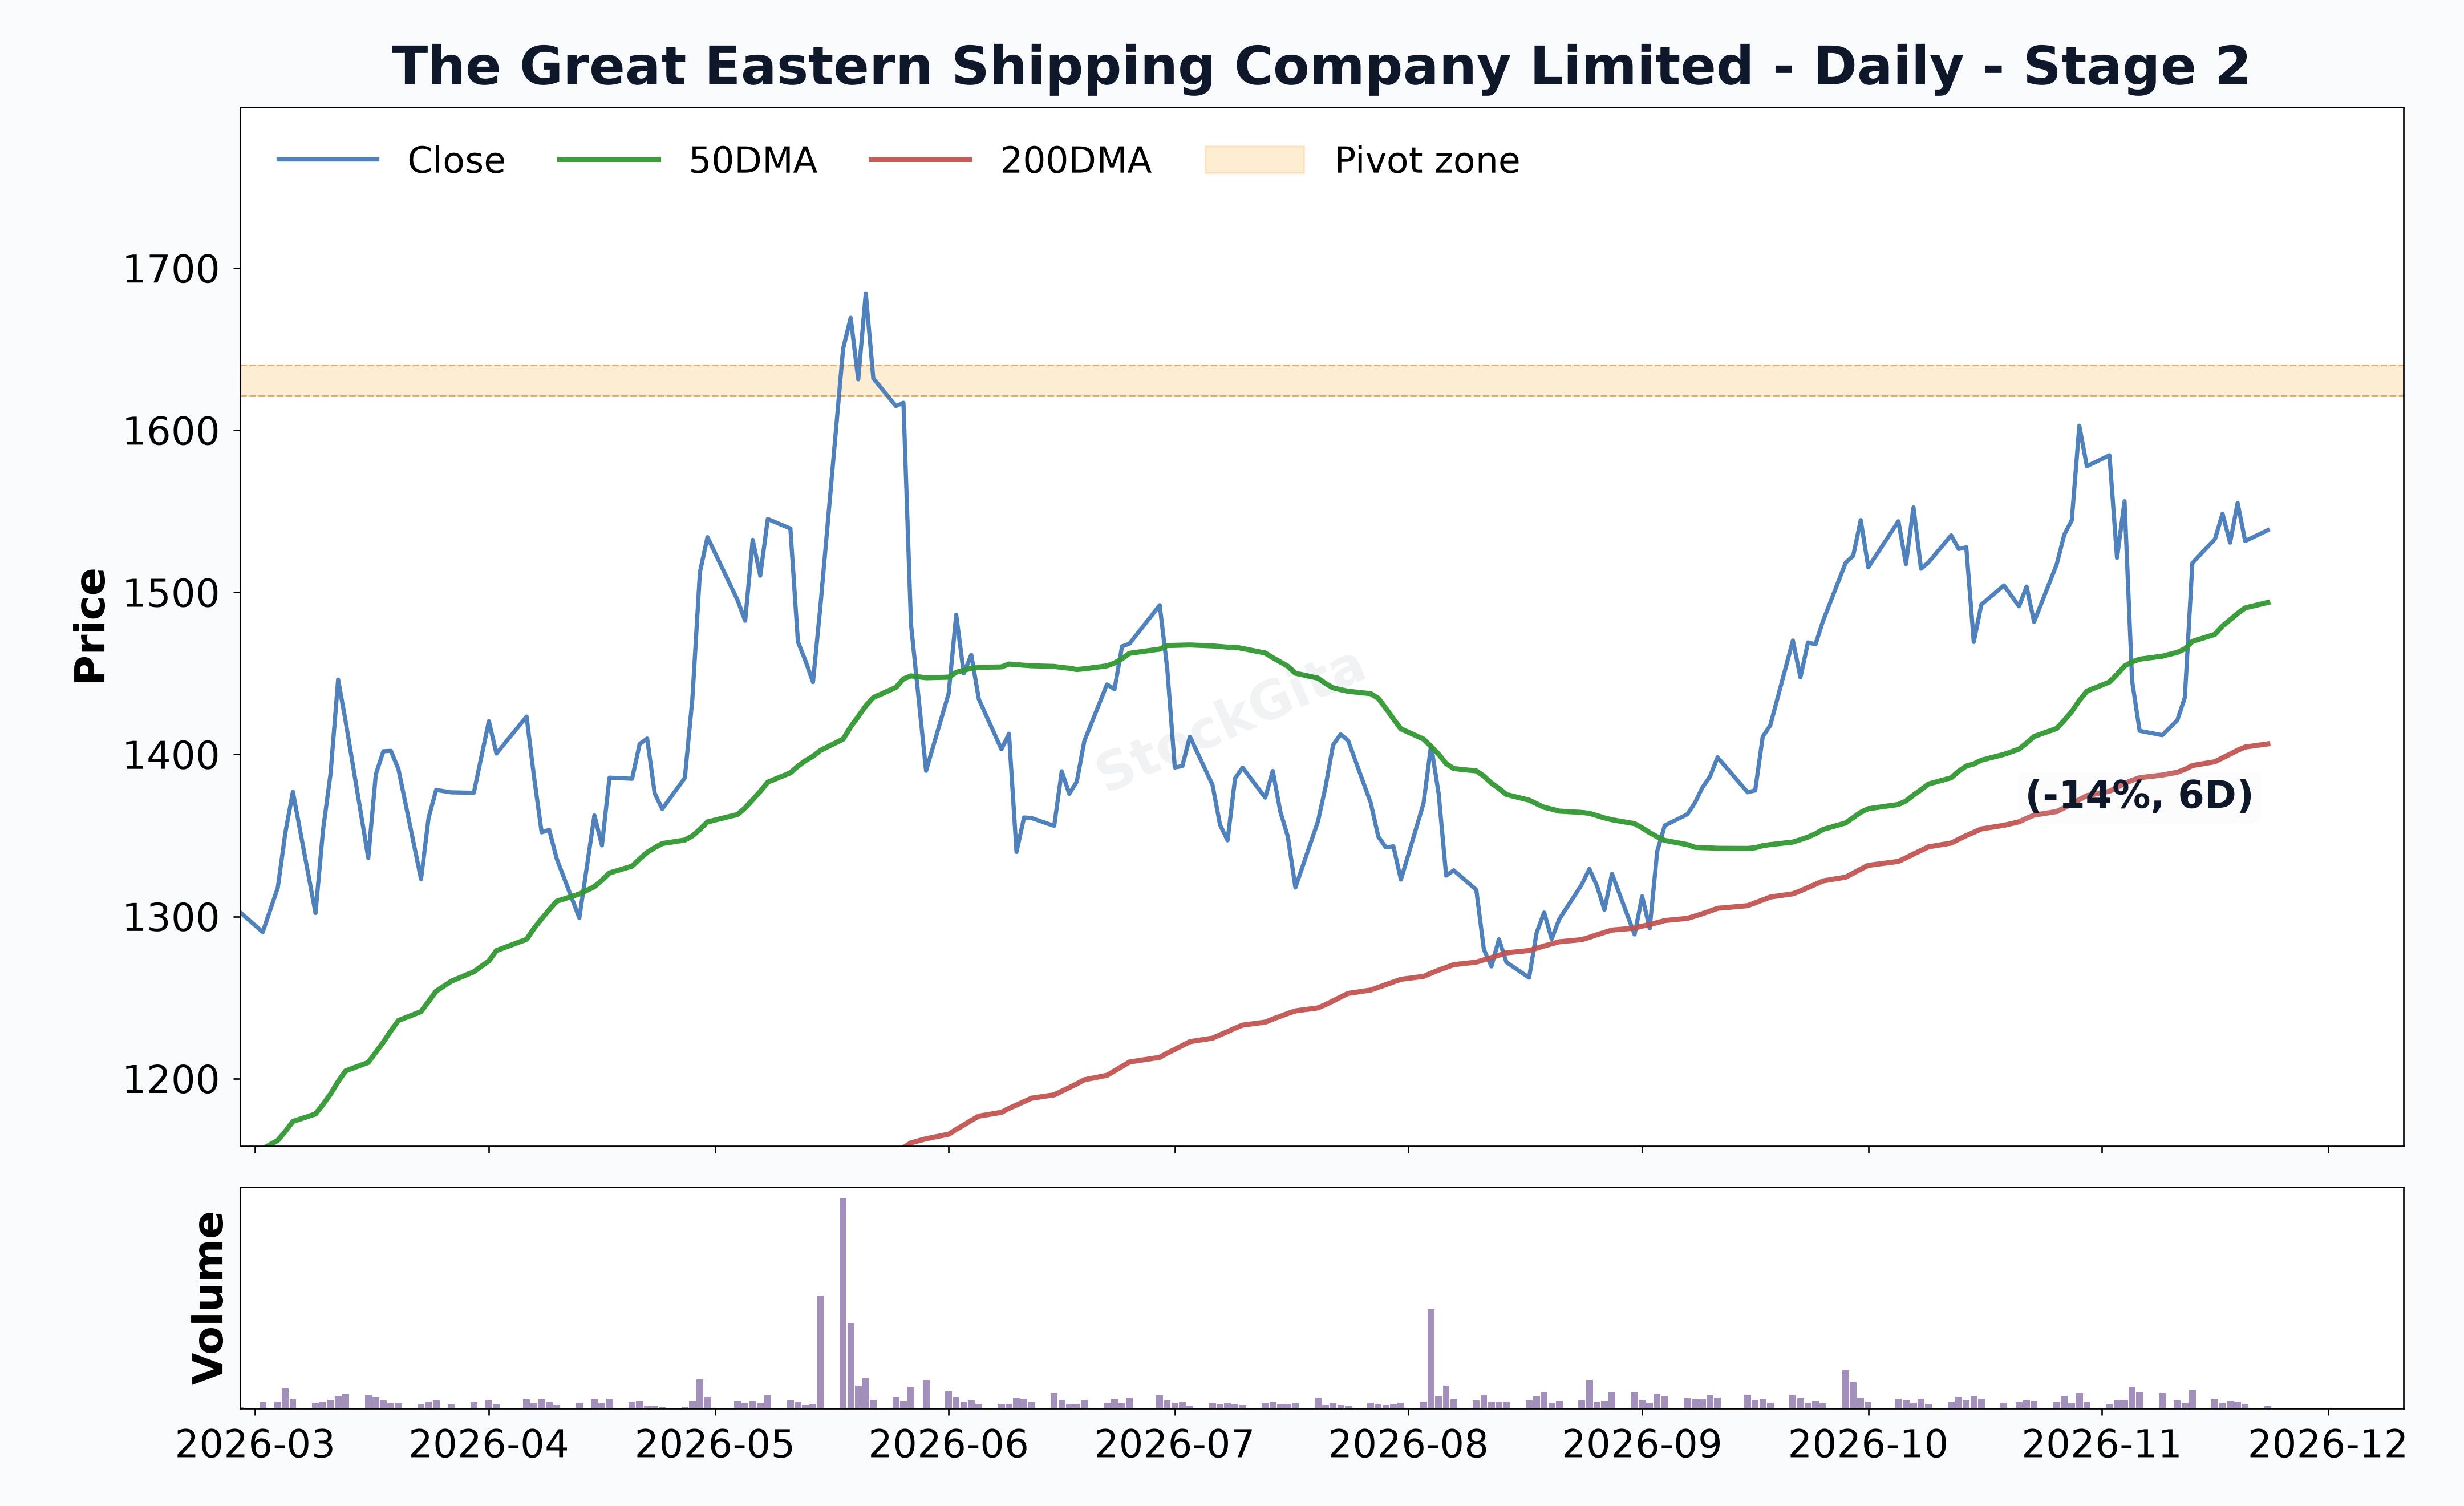 The Great Eastern Shipping Company Limited - Daily - Stage 2
Close 50DMA 200DMA Pivot zone
1700
1600
1500
1400
1300
1200
Price
StockGita
(-14%, 6D)
Volume
2026-03 2026-04 2026-05 2026-06 2026-07 2026-08 2026-09 2026-10 2026-11 2026-12